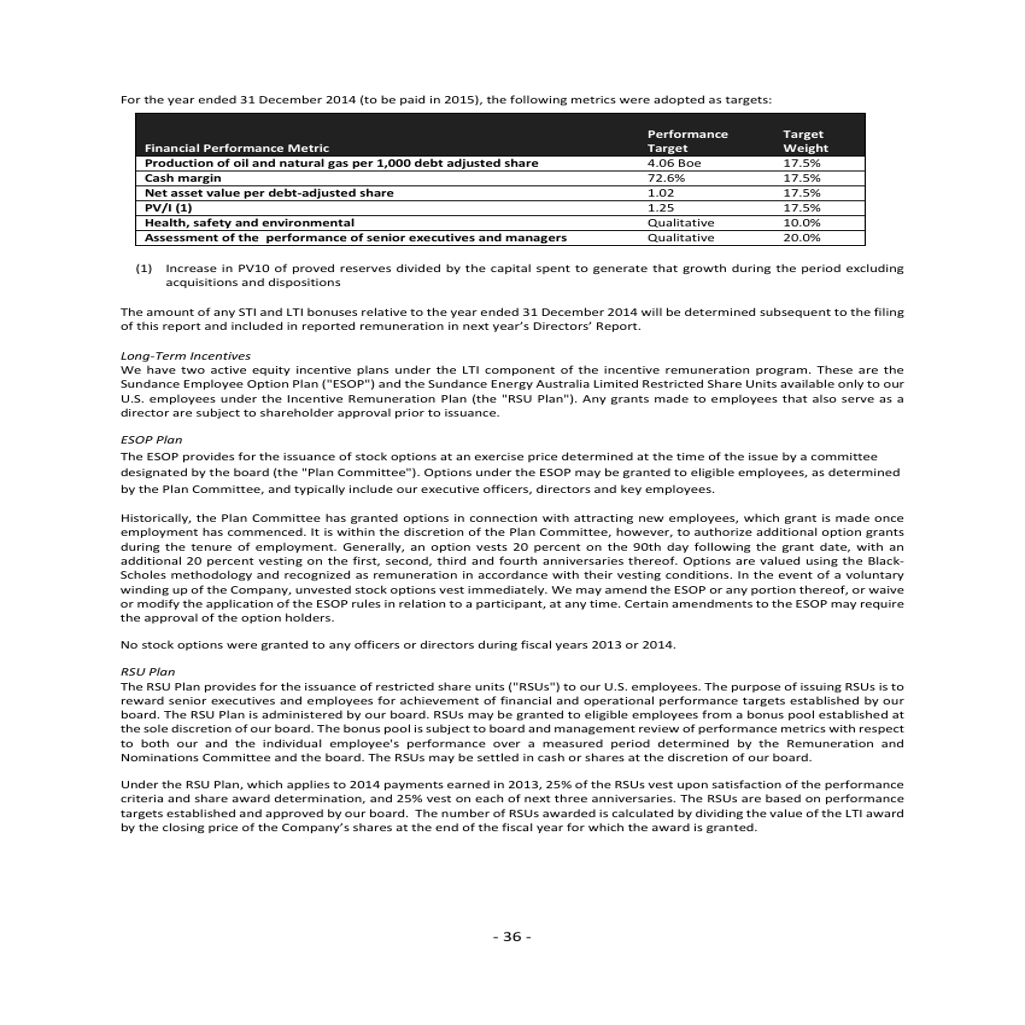 For the year ended 31 December 2014 (to be paid in 2015), the following metrics were adopted as targets:
Financial Performance Metric Performance Target Target Weight
Production of oil and natural gas per 1,000 debt adjusted share 4.06 Boe 17.5%
Cash margin 72.6% 17.5%
Net asset value per debt-adjusted share 1.02 17.5%
PV/I (1) 1.25 17.5%
Health, safety and environmental Qualitative 10.0%
Assessment of the performance of senior executives and managers Qualitative 20.0%
(1) Increase in PV10 of proved reserves divided by the capital spent to generate that growth during the period excluding
acquisitions and dispositions
The amount of any STI and LTI bonuses relative to the year ended 31 December 2014 will be determined subsequent to the filing
of this report and included in reported remuneration in next year's Directors' Report.
Long-Term Incentives
We have two active equity incentive plans under the LTI component of the incentive remuneration program. These are the
Sundance Employee Option Plan ("ESOP") and the Sundance Energy Australia Limited Restricted Share Units available only to our
U.S. employees under the Incentive Remuneration Plan (the "RSU Plan"). Any grants made to employees that also serve as a
director are subject to shareholder approval prior to issuance.
ESOP Plan
The ESOP provides for the issuance of stock options at an exercise price determined at the time of the issue by a committee
designated by the board (the "Plan Committee"). Options under the ESOP may be granted to eligible employees, as determined
by the Plan Committee, and typically include our executive officers, directors and key employees.
Historically, the Plan Committee has granted options in connection with attracting new employees, which grant is made once
employment has commenced. It is within the discretion of the Plan Committee, however, to authorize additional option grants
during the tenure of employment. Generally, an option vests 20 percent on the 90th day following the grant date, with an
additional 20 percent vesting on the first, second, third and fourth anniversaries thereof. Options are valued using the Black-
Scholes methodology and recognized as remuneration in accordance with their vesting conditions. In the event of a voluntary
winding up of the Company, unvested stock options vest immediately. We may amend the ESOP or any portion thereof, or waive
or modify the application of the ESOP rules in relation to a participant, at any time. Certain amendments to the ESOP may require
the approval of the option holders.
No stock options were granted to any officers or directors during fiscal years 2013 or 2014.
RSU Plan
The RSU Plan provides for the issuance of restricted share units ("RSUs") to our U.S. employees. The purpose of issuing RSUs is to
reward senior executives and employees for achievement of financial and operational performance targets established by our
board. The RSU Plan is administered by our board. RSUs may be granted to eligible employees from a bonus pool established at
the sole discretion of our board. The bonus pool is subject to board and management review of performance metrics with respect
to both our and the individual employee's performance over a measured period determined by the Remuneration and
Nominations Committee and the board. The RSUs may be settled in cash or shares at the discretion of our board.
Under the RSU Plan, which applies to 2014 payments earned in 2013, 25% of the RSUs vest upon satisfaction of the performance
criteria and share award determination, and 25% vest on each of next three anniversaries. The RSUs are based on performance
targets established and approved by our board. The number of RSUs awarded is calculated by dividing the value of the LTI award
by the closing price of the Company's shares at the end of the fiscal year for which the award is granted.
- 36 -